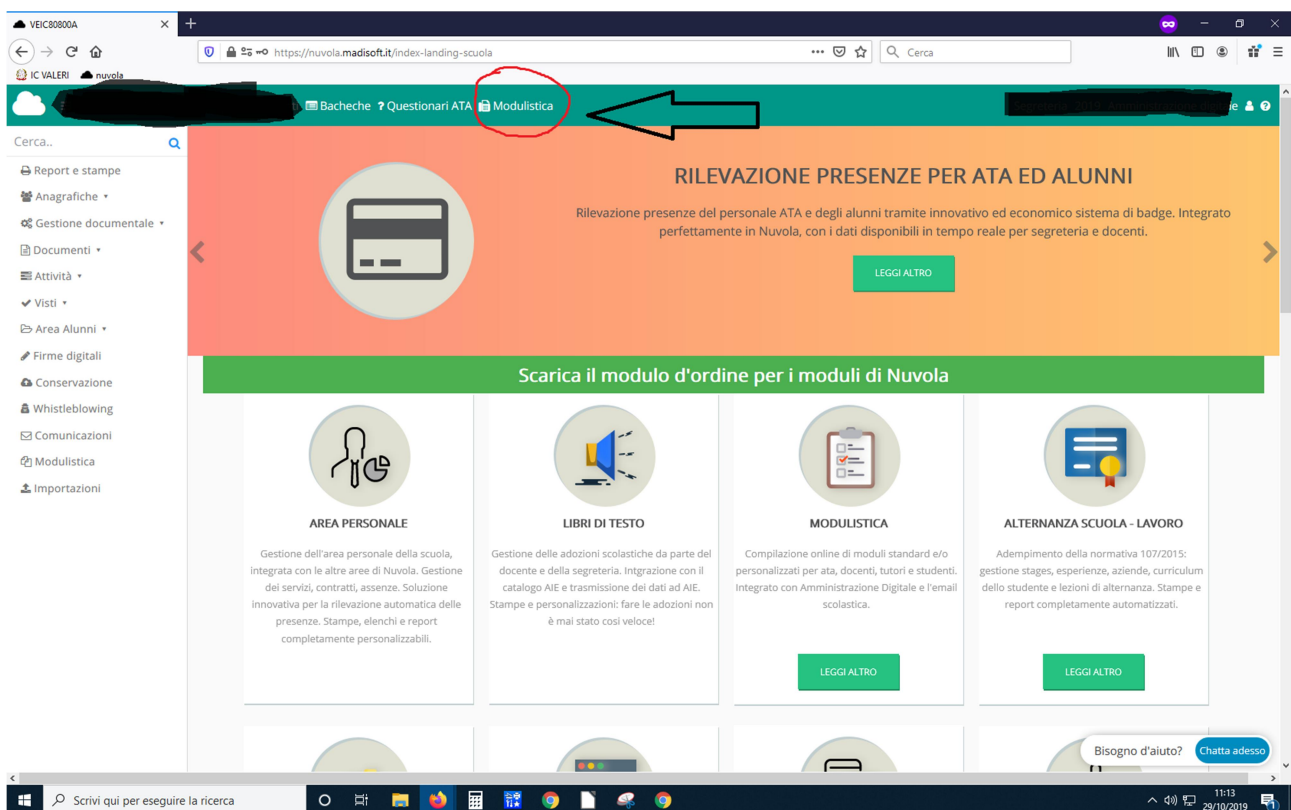 VEIC80800A
https://nuvola.madisoft.it/index-landing-scuola
Cerca
IC VALERI nuvola
Bacheche ? Questionari ATA Modulistica
Cerca..
Report e stampe
Anagrafiche
Gestione documentale
Documenti
Attività
Visti
Area Alunni
Firme digitali
Conservazione
Whistleblowing
Comunicazioni
Modulistica
Importazioni
RILEVAZIONE PRESENZE PER ATA ED ALUNNI
Rilevazione presenze del personale ATA e degli alunni tramite innovativo ed economico sistema di badge. Integrato
perfettamente in Nuvola, con i dati disponibili in tempo reale per segreteria e docenti.
LEGGI ALTRO
Scarica il modulo d'ordine per i moduli di Nuvola
AREA PERSONALE
Gestione dell'area personale della scuola,
integrata con le altre aree di Nuvola. Gestione
dei servizi, contratti, assenze. Soluzione
innovativa per la rilevazione automatica delle
presenze. Stampe, elenchi e report
completamente personalizzabili.
LIBRI DI TESTO
Gestione delle adozioni scolastiche da parte del
docente e della segreteria. Intgrazione con il
catalogo AIE e trasmissione dei dati ad AIE.
Stampe e personalizzazioni: fare le adozioni non
è mai stato così veloce!
MODULISTICA
Compilazione online di moduli standard e/o
personalizzati per ata, docenti, tutori e studenti.
Integrato con Amministrazione Digitale e l'email
scolastica.
LEGGI ALTRO
ALTERNANZA SCUOLA - LAVORO
Adempimento della normativa 107/2015:
gestione stages, esperienze, aziende, curriculum
dello studente e lezioni di alternanza. Stampe e
report completamente automatizzati.
LEGGI ALTRO
Bisogno d'aiuto? Chatta adesso
Scrivi qui per eseguire la ricerca
11:13
29/10/2019